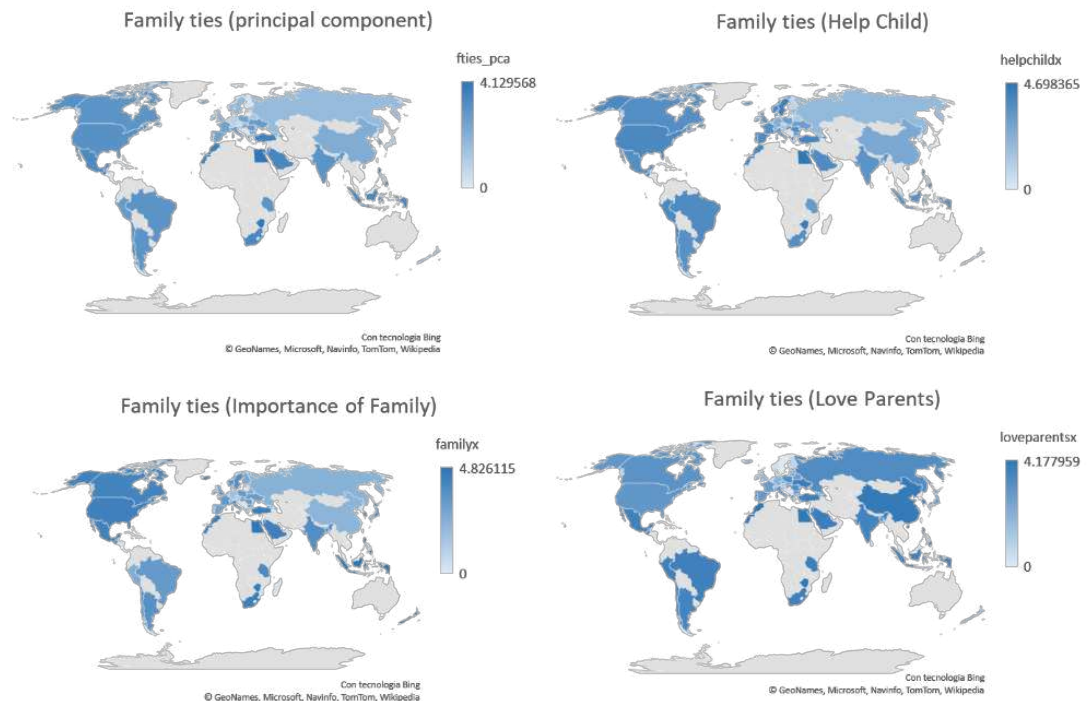 Family ties (principal component)
fties_pca
4.129568
0
Con tecnologia Bing
© GeoNames, Microsoft, Navinfo, TomTom, Wikipedia
Family ties (Help Child)
helpchildx
4.698365
0
Con tecnologia Bing
© GeoNames, Microsoft, Navinfo, TomTom, Wikipedia
Family ties (Importance of Family)
familyx
4.826115
0
Con tecnologia Bing
© GeoNames, Microsoft, Navinfo, TomTom, Wikipedia
Family ties (Love Parents)
loveparentsx
4.177959
0
Con tecnologia Bing
© GeoNames, Microsoft, Navinfo, TomTom, Wikipedia